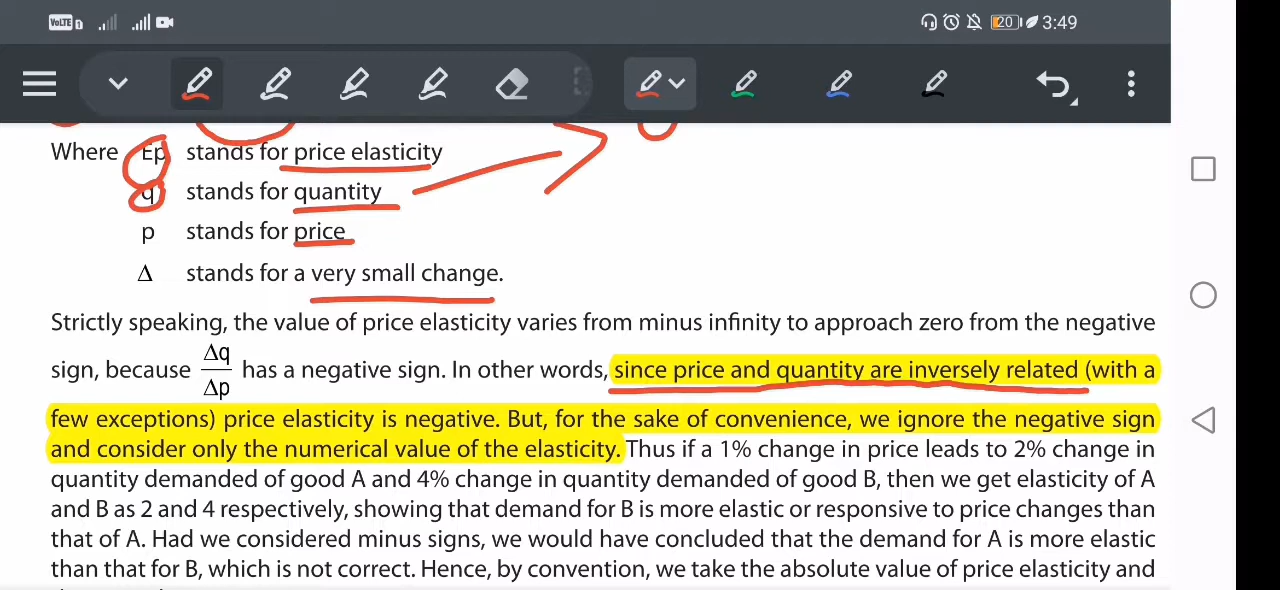 VoLTE 20 3:49
Where Ep stands for price elasticity
q stands for quantity
p stands for price
Δ stands for a very small change.
Strictly speaking, the value of price elasticity varies from minus infinity to approach zero from the negative
sign, because Δq/Δp has a negative sign. In other words, since price and quantity are inversely related (with a
few exceptions) price elasticity is negative. But, for the sake of convenience, we ignore the negative sign
and consider only the numerical value of the elasticity. Thus if a 1% change in price leads to 2% change in
quantity demanded of good A and 4% change in quantity demanded of good B, then we get elasticity of A
and B as 2 and 4 respectively, showing that demand for B is more elastic or responsive to price changes than
that of A. Had we considered minus signs, we would have concluded that the demand for A is more elastic
than that for B, which is not correct. Hence, by convention, we take the absolute value of price elasticity and